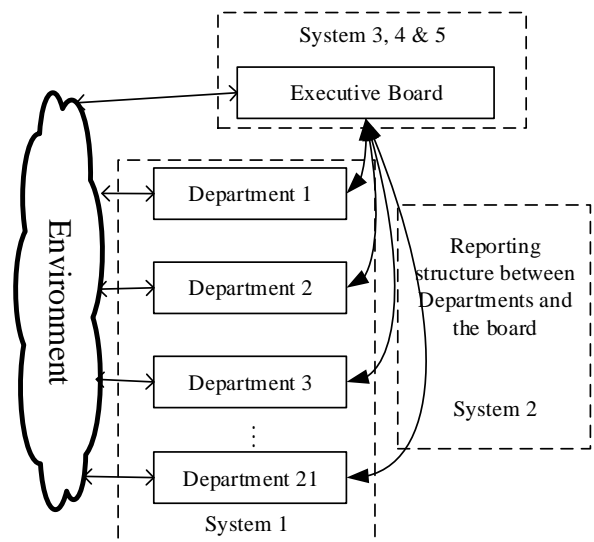 System 3, 4 & 5
Executive Board
Environment
Department 1
Department 2
Department 3
Department 21
System 1
Reporting
structure between
Departments and
the board
System 2